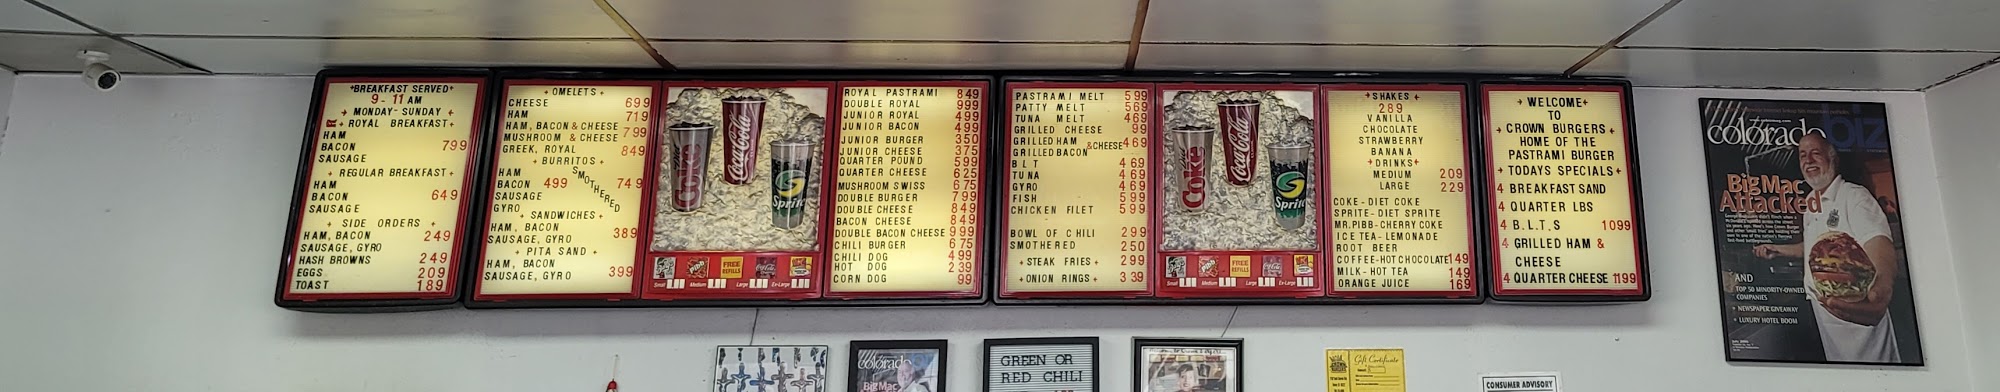 BREAKFAST SERVED
9 - 11 AM
MONDAY - SUNDAY
ROYAL BREAKFAST
HAM
BACON 799
SAUSAGE
REGULAR BREAKFAST
HAM
BACON 649
SAUSAGE
SIDE ORDERS
HAM, BACON 249
SAUSAGE, GYRO
HASH BROWNS 249
EGGS 209
TOAST 189
OMELETS
CHEESE 699
HAM 719
HAM, BACON & CHEESE 799
MUSHROOM & CHEESE
GREEK, ROYAL 849
BURRITOS
HAM
BACON 499 SMOTHERED 749
SAUSAGE
GYRO
SANDWICHES
HAM, BACON 389
SAUSAGE, GYRO
PITA SAND
HAM, BACON
SAUSAGE, GYRO 399
Coke
Coca-Cola
Sprite
FREE REFILLS
Small Medium Large Ex-Large
ROYAL PASTRAMI 849
DOUBLE ROYAL 999
JUNIOR ROYAL 499
JUNIOR BACON 499
JUNIOR BURGER 350
JUNIOR CHEESE 375
QUARTER POUND 599
QUARTER CHEESE 625
MUSHROOM SWISS 675
DOUBLE BURGER 799
DOUBLE CHEESE 849
BACON CHEESE 849
DOUBLE BACON CHEESE 999
CHILI BURGER 675
CHILI DOG 499
HOT DOG 239
CORN DOG 99
PASTRAMI MELT 599
PATTY MELT 569
TUNA MELT 469
GRILLED CHEESE 99
GRILLED HAM & CHEESE 469
GRILLED BACON
B L T 469
TUNA 469
GYRO 469
FISH 599
CHICKEN FILET 599
BOWL OF CHILI 299
SMOTHERED 250
STEAK FRIES 299
ONION RINGS 339
Coke
Coca-Cola
Sprite
FREE REFILLS
Small Medium Large Ex-Large
SHAKES
289
VANILLA
CHOCOLATE
STRAWBERRY
BANANA
DRINKS
MEDIUM 209
LARGE 229
COKE - DIET COKE
SPRITE - DIET SPRITE
MR.PIBB - CHERRY COKE
ICE TEA - LEMONADE
ROOT BEER
COFFEE - HOT CHOCOLATE 149
MILK - HOT TEA 149
ORANGE JUICE 169
WELCOME
TO
CROWN BURGERS
HOME OF THE
PASTRAMI BURGER
TODAYS SPECIALS
4 BREAKFAST SAND
4 QUARTER LBS
4 B.L.T.S 1099
4 GRILLED HAM &
CHEESE
4 QUARTER CHEESE 1199
colorado BIZ
Big Mac
Attacked
AND
TOP 50 MINORITY-OWNED
COMPANIES
NEWSPAPER GIVEAWAY
LUXURY HOTEL BOOM
colorado
Big Mac
GREEN OR
RED CHILI
Gift Certificate
CONSUMER ADVISORY